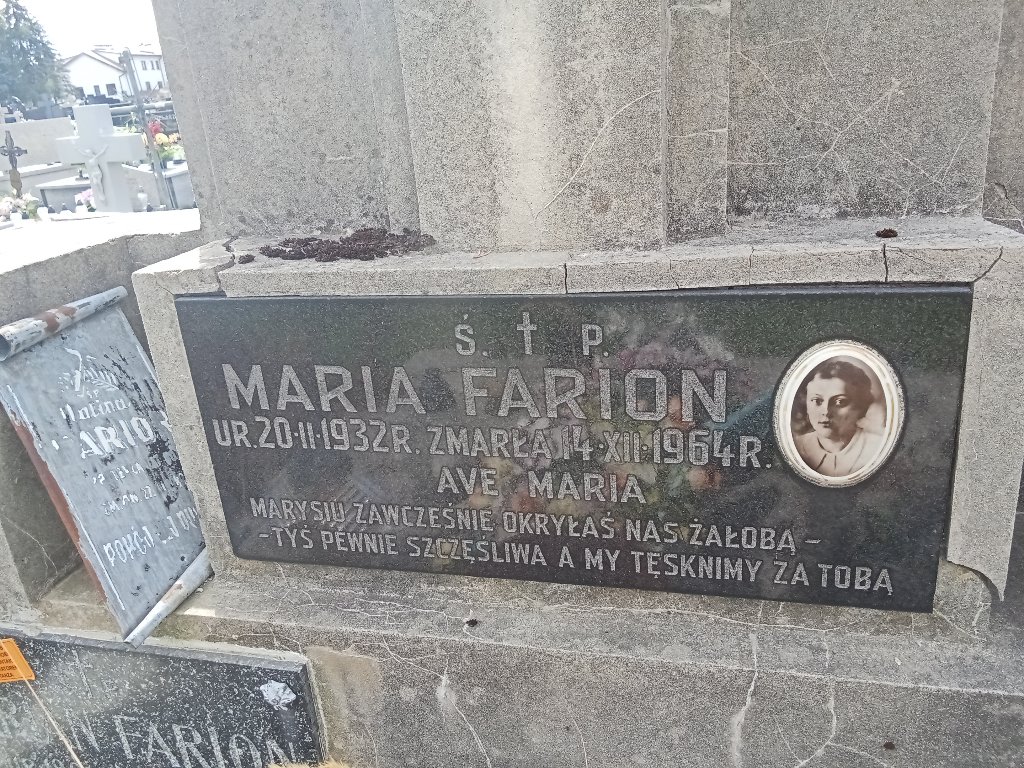 Ś. † P.
MARIA FARION
UR. 20·II·1932 R. ZMARŁA 14·XII·1964 R.
AVE MARIA
MARYSIU ZAWCZEŚNIE OKRYŁAŚ NAS ŻAŁOBĄ –
– TYŚ PEWNIE SZCZĘŚLIWA A MY TĘSKNIMY ZA TOBĄ
FARION